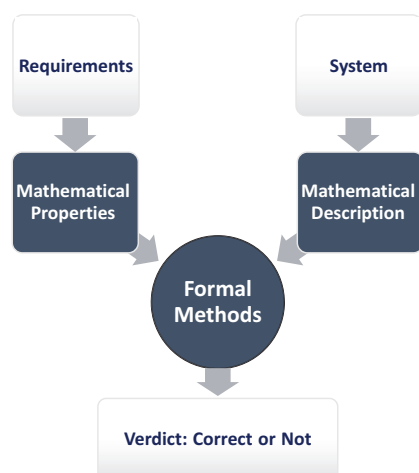 Requirements
System
Mathematical
Properties
Mathematical
Description
Formal
Methods
Verdict: Correct or Not